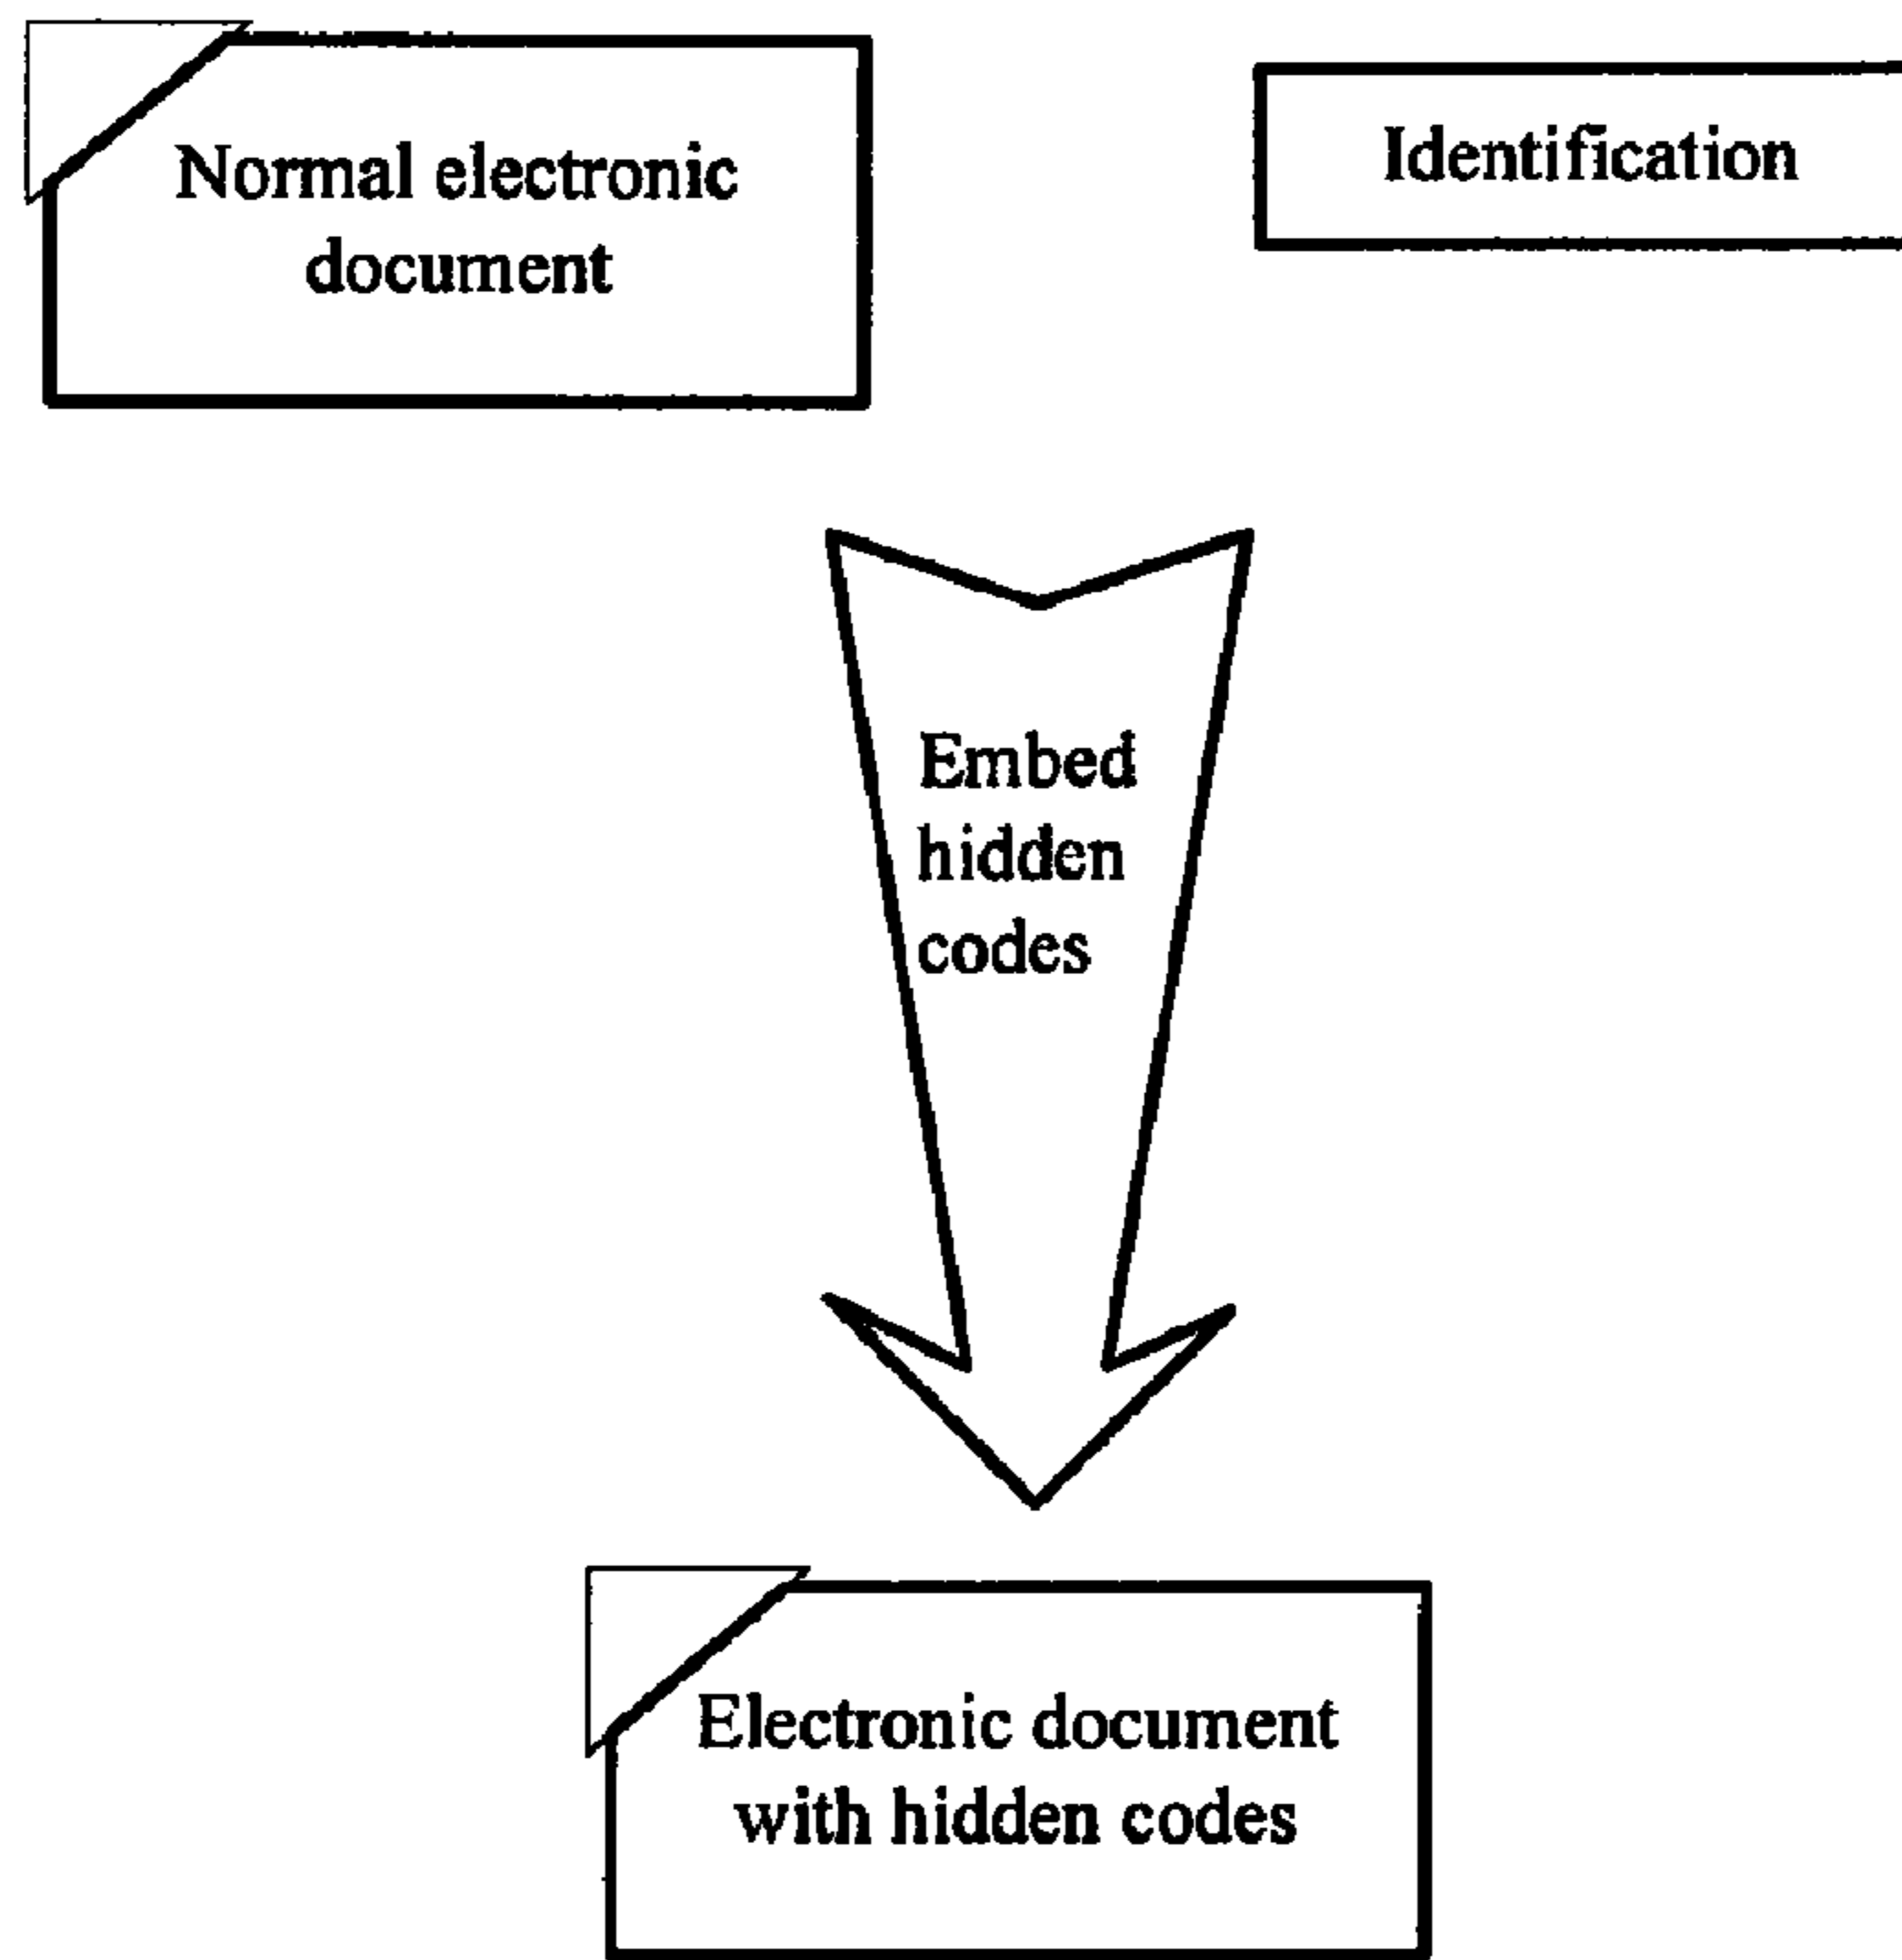 Normal electronic
document
Identification
Embed
hidden
codes
Electronic document
with hidden codes